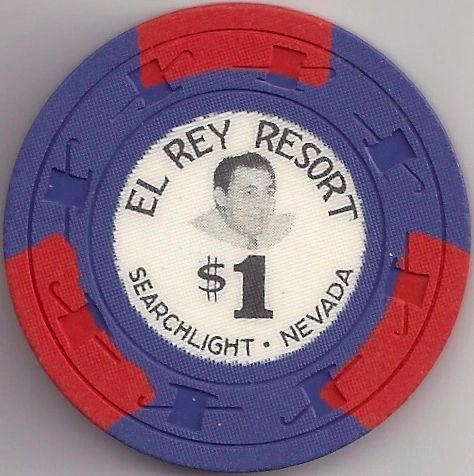 EL REY RESORT
$1
SEARCHLIGHT • NEVADA